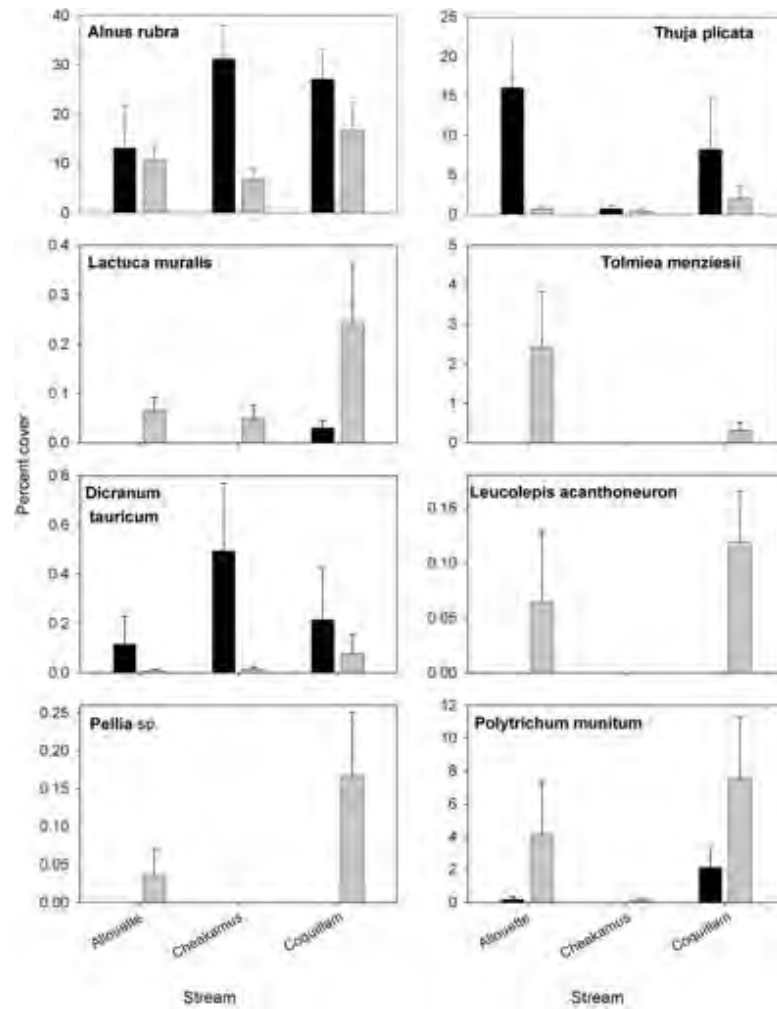 Alnus rubra
40
30
20
10
0
Thuja plicata
25
20
15
10
5
0
Lactuca muralis
0.4
0.3
0.2
0.1
0.0
Tolmiea menziesii
5
4
3
2
1
0
Percent cover
Dicranum
tauricum
0.8
0.6
0.4
0.2
0.0
Leucolepis acanthoneuron
0.15
0.10
0.05
0.00
Pellia sp.
0.25
0.20
0.15
0.10
0.05
0.00
Polytrichum munitum
12
10
8
6
4
2
0
Allouette
Cheakamus
Coquillam
Allouette
Cheakamus
Coquillam
Stream
Stream